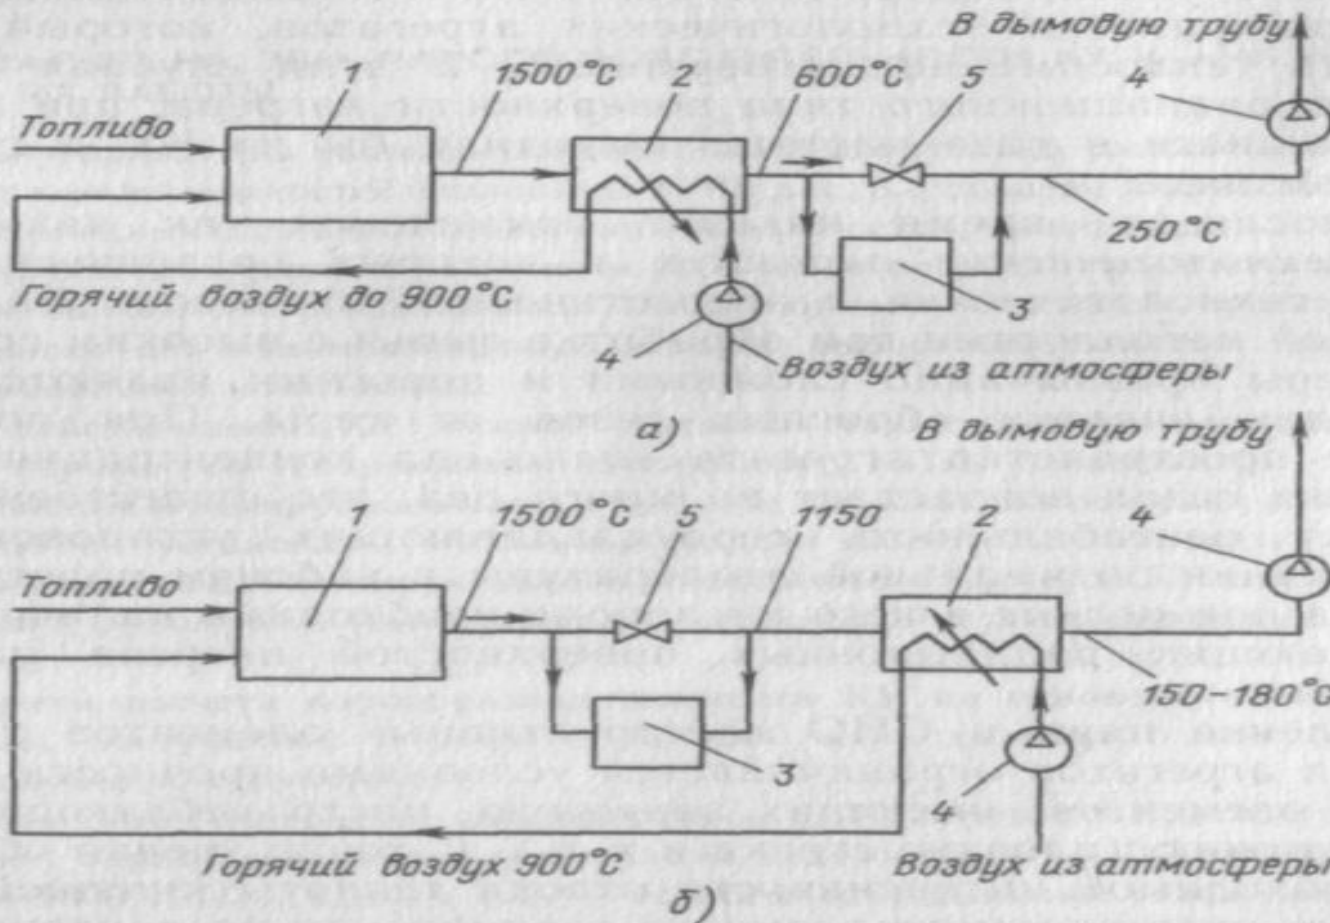 В дымовую трубу
1
1500°C
2
600°C
5
4
Топливо
250°C
Горячий воздух до 900°C
3
4
Воздух из атмосферы
а)
В дымовую трубу
1
1500°C
5
1150
2
4
Топливо
150-180°C
3
4
Горячий воздух 900°C
Воздух из атмосферы
б)